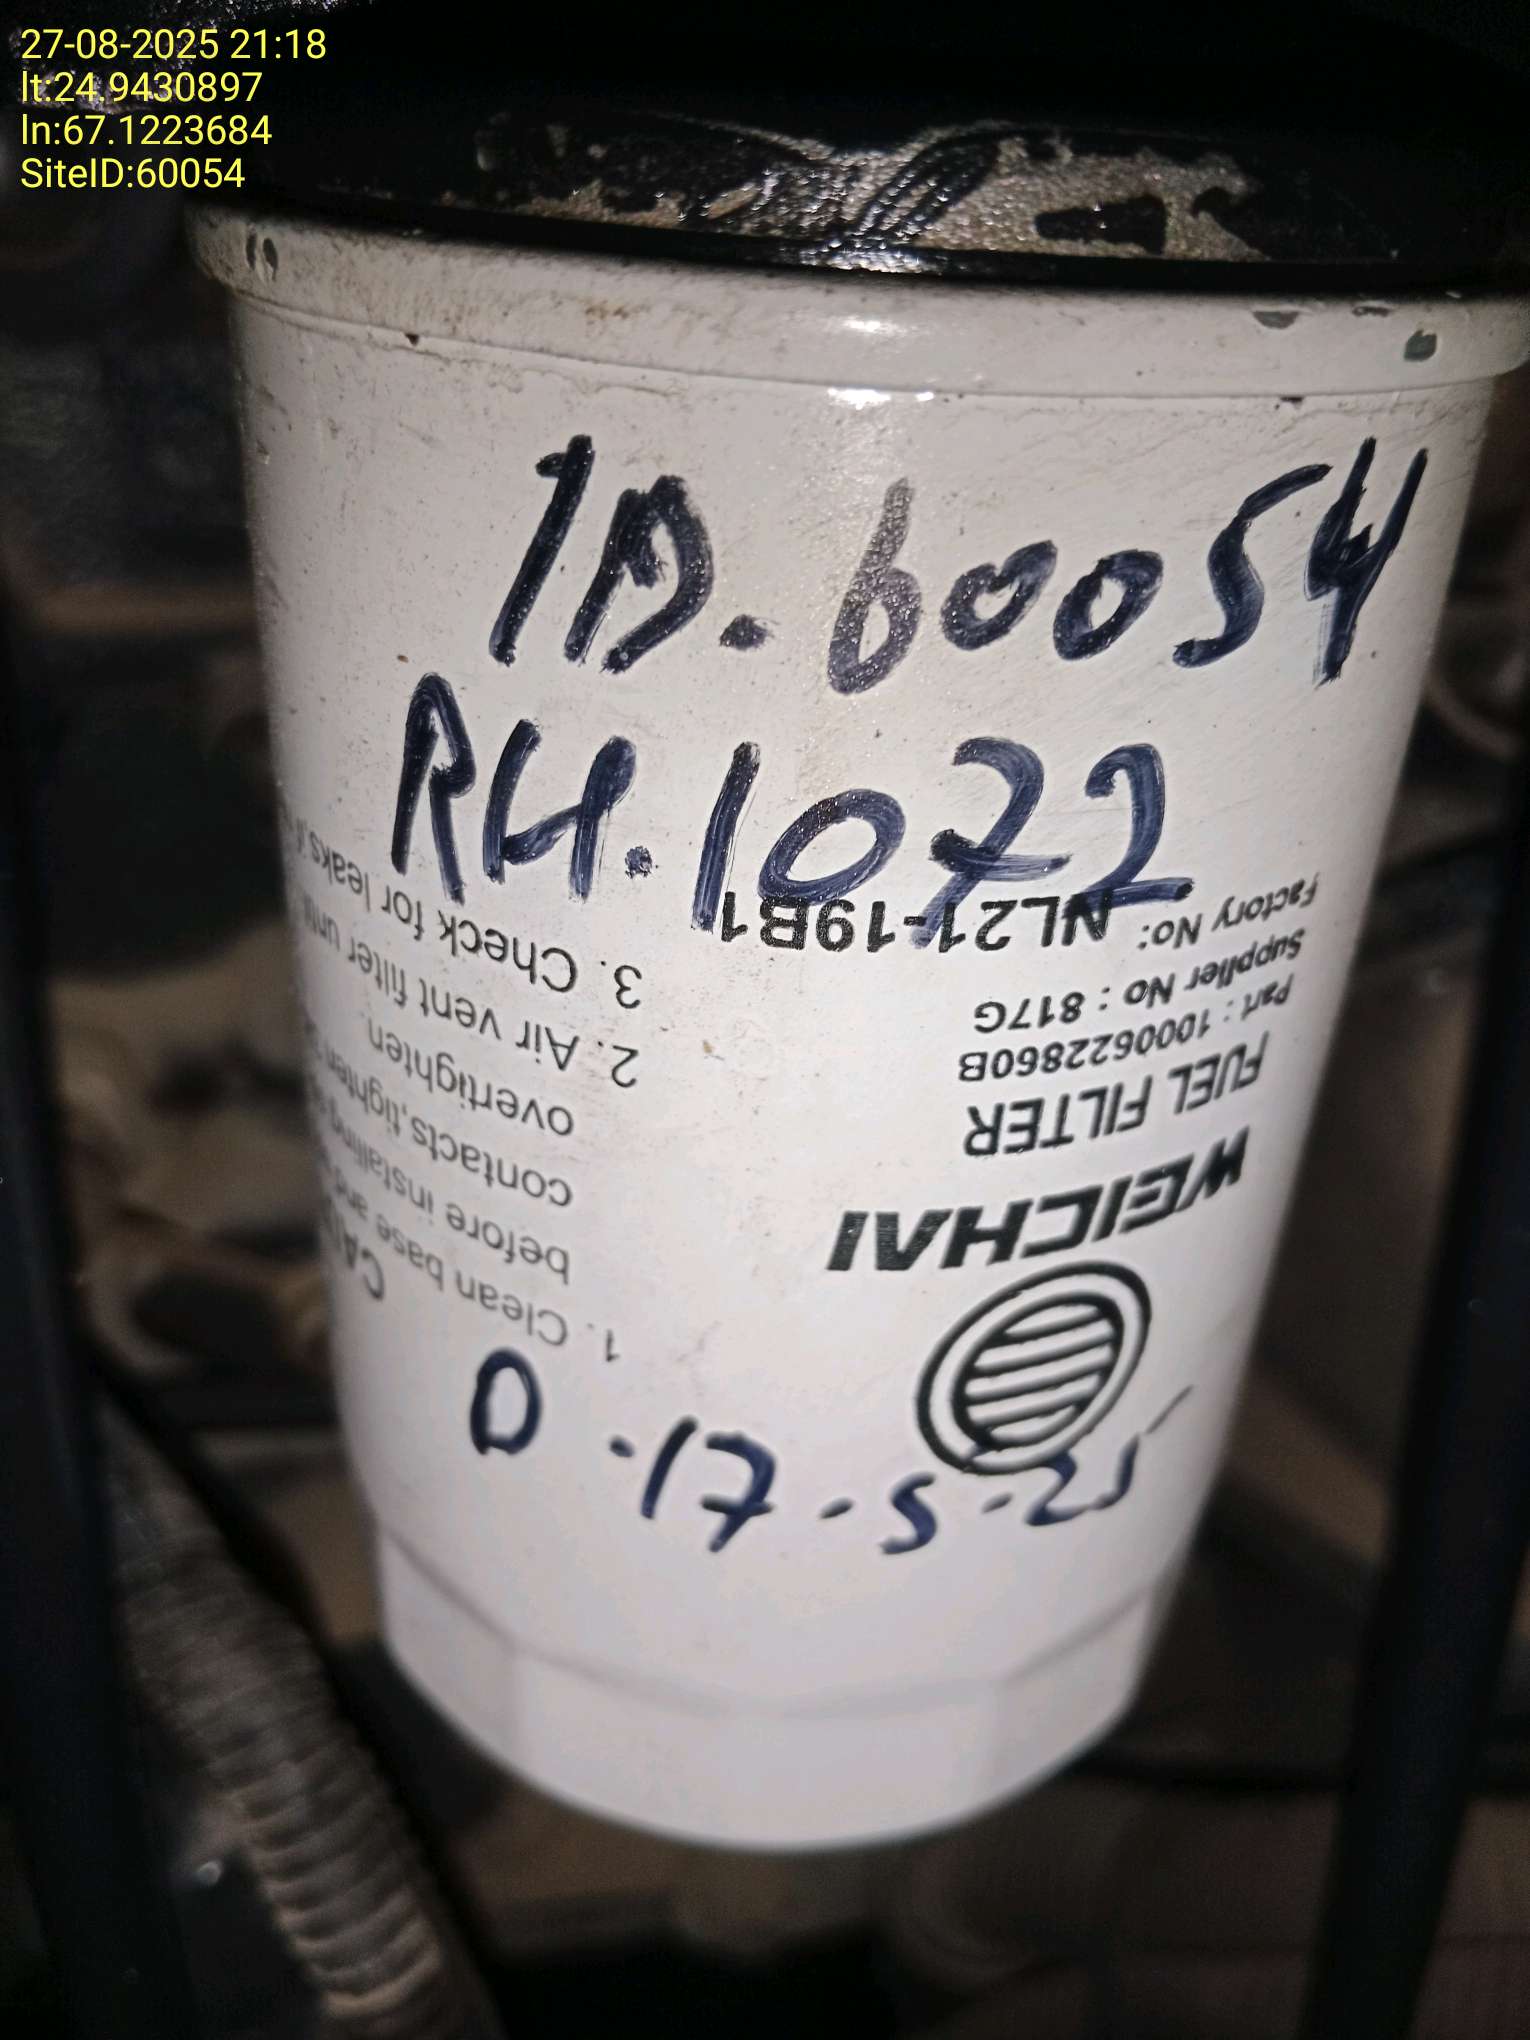 27-08-2025 21:18
lt:24.9430897
ln:67.1223684
SiteID:60054
ID. 60054
RH. 1072
D. 17-5-25
WEICHAI
FUEL FILTER
Part : 1000622860B
Supplier No : 817G
Factory No: NL21-19B1
1. Clean base and
before installing
contacts,tighten
overtighten.
2. Air vent filter
3. Check for leaks